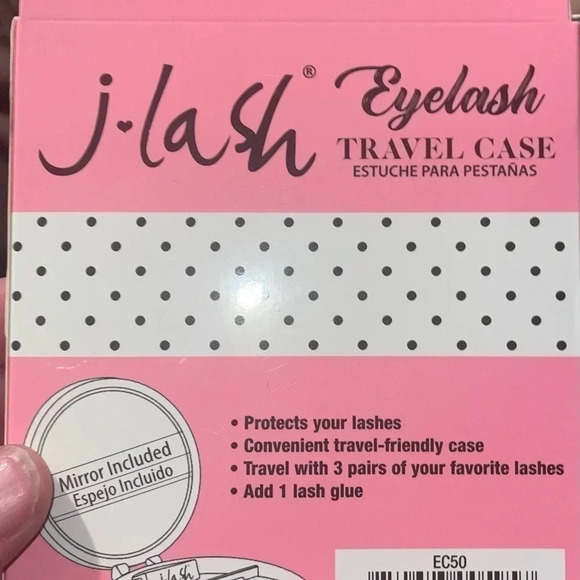 j·lash®
Eyelash
TRAVEL CASE
ESTUCHE PARA PESTAÑAS
• Protects your lashes
• Convenient travel-friendly case
• Travel with 3 pairs of your favorite lashes
• Add 1 lash glue
Mirror Included
Espejo Incluido
j·lash
EC50